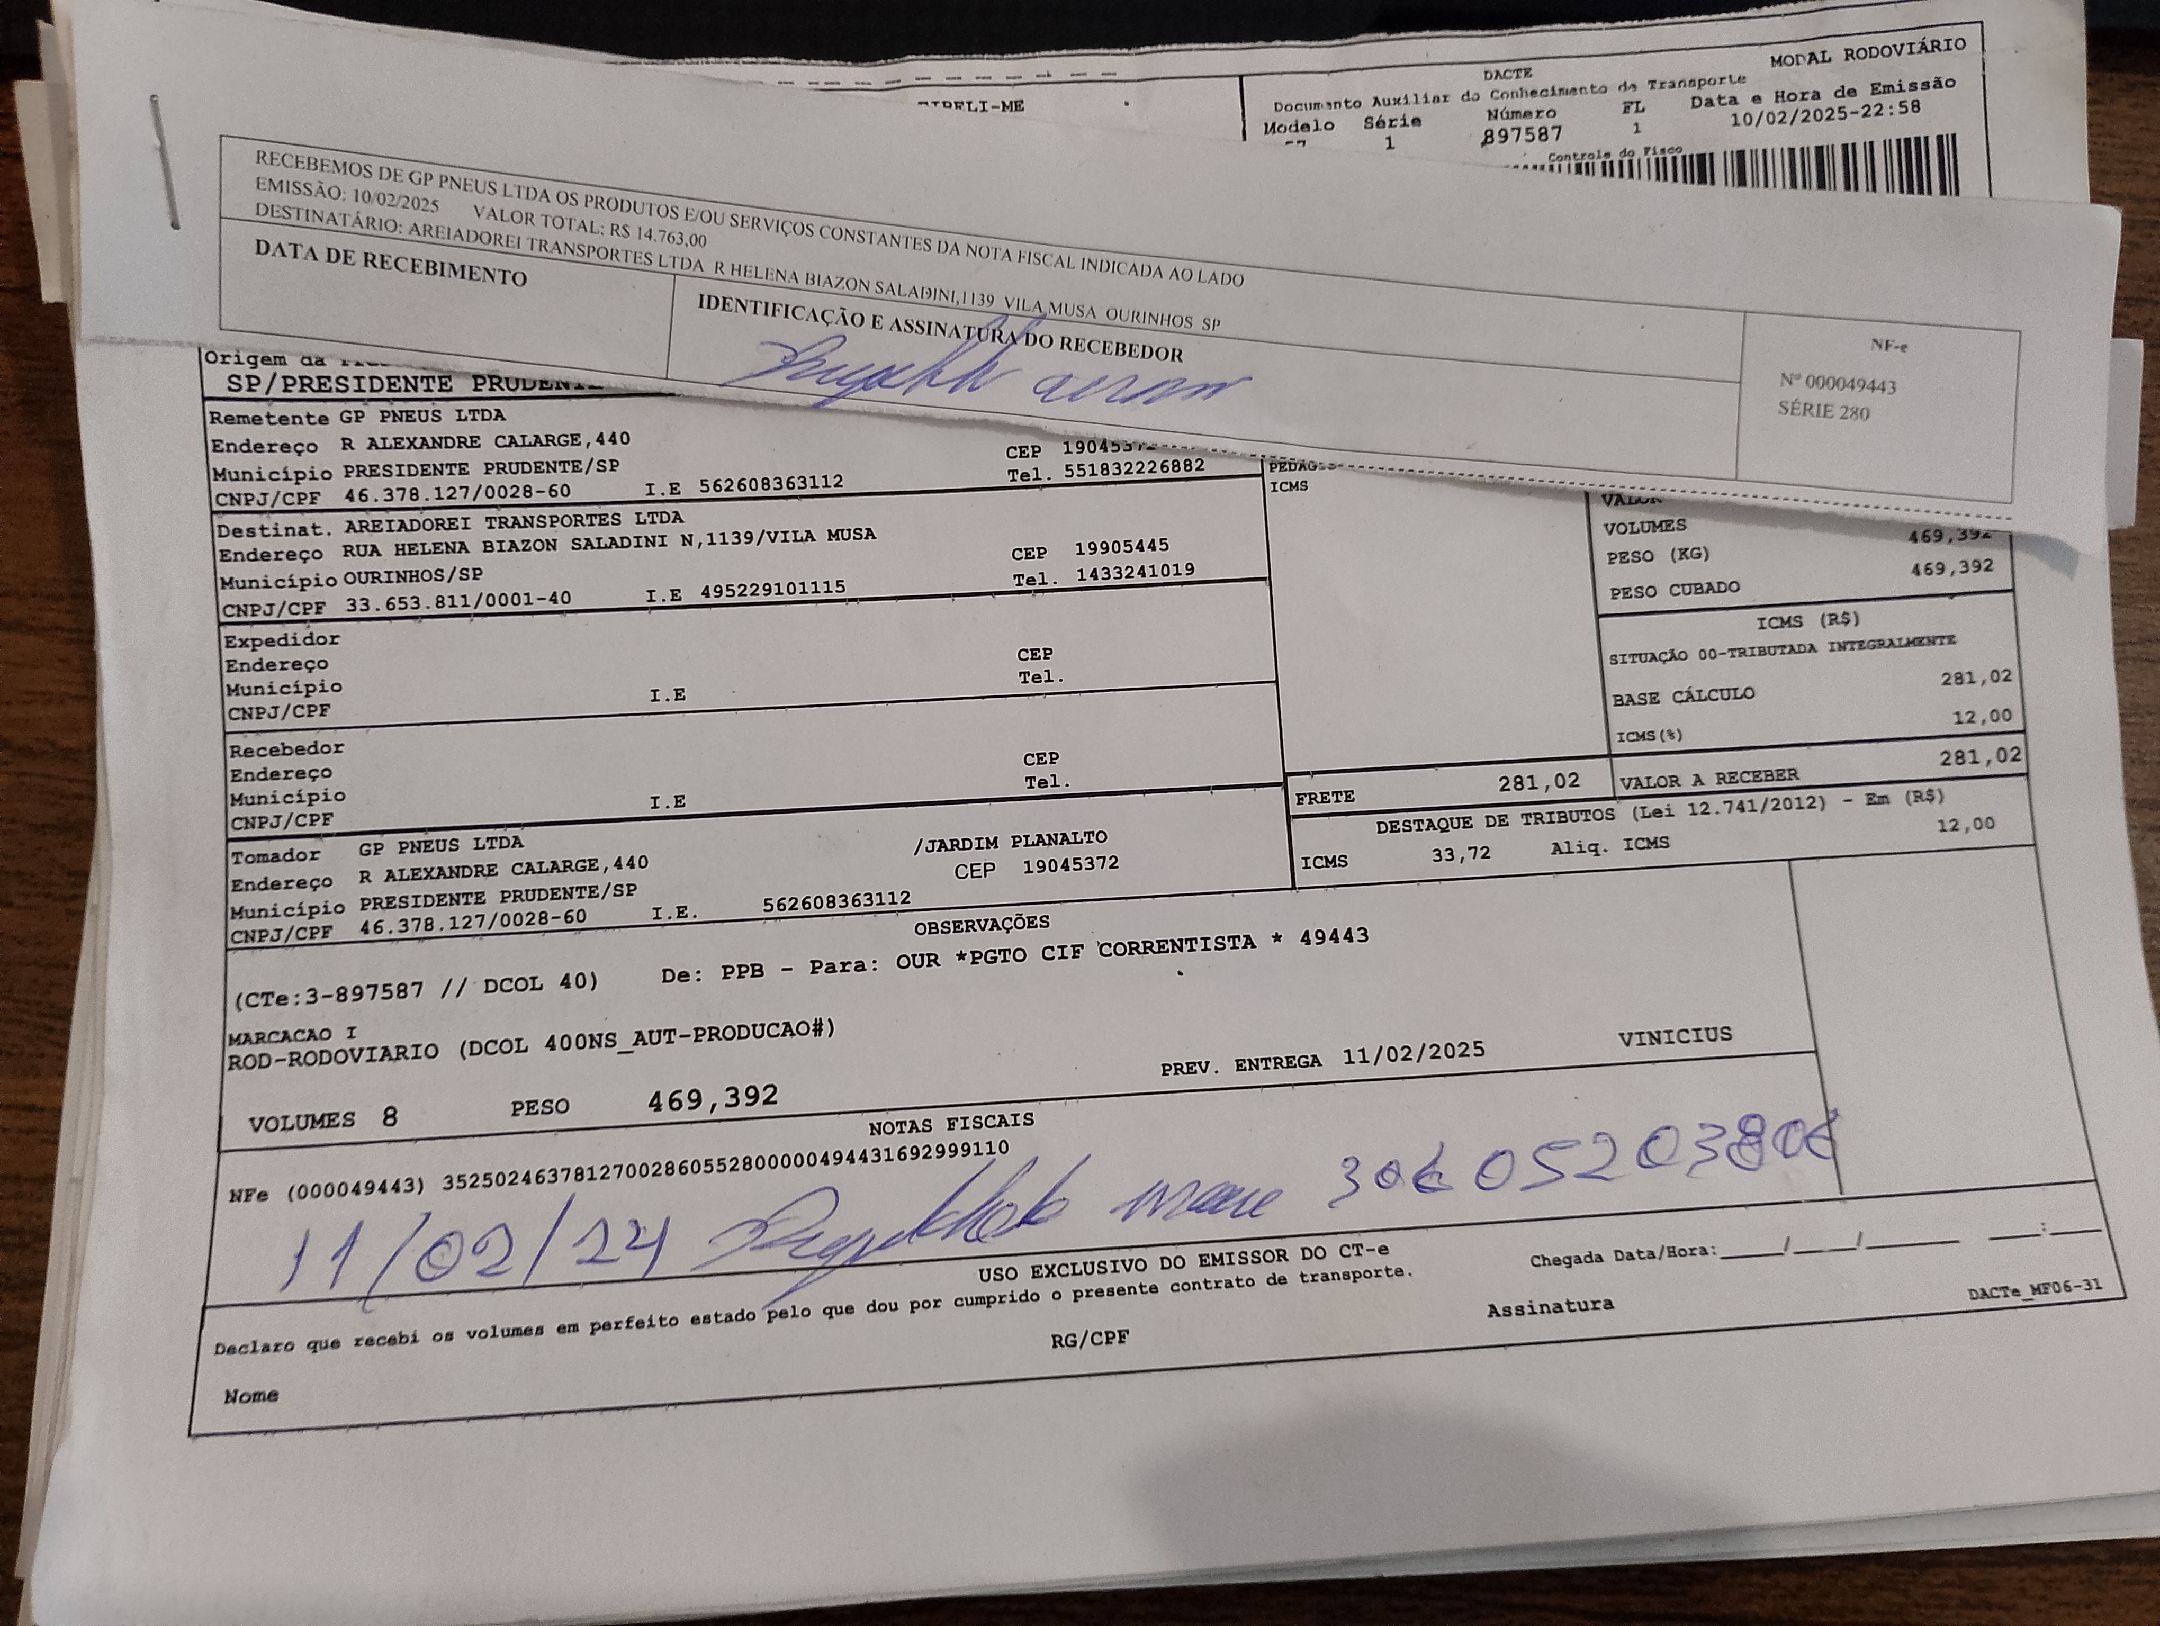 MODAL RODOVIÁRIO
DACTE
Documento Auxiliar do Conhecimento de Transporte
Modelo Série Número FL Data e Hora de Emissão
1 897587 1 10/02/2025-22:58
Controle do Fisco
RECEBEMOS DE GP PNEUS LTDA OS PRODUTOS E/OU SERVIÇOS CONSTANTES DA NOTA FISCAL INDICADA AO LADO
EMISSÃO: 10/02/2025 VALOR TOTAL: R$ 14.763,00
DESTINATÁRIO: AREIADOREI TRANSPORTES LTDA R HELENA BIAZON SALADINI,1139 VILA MUSA OURINHOS SP
DATA DE RECEBIMENTO
IDENTIFICAÇÃO E ASSINATURA DO RECEBEDOR
NF-e
Nº 000049443
SÉRIE 280
Origem da
SP/PRESIDENTE
Remetente GP PNEUS LTDA
Endereço R ALEXANDRE CALARGE,440 CEP
Município PRESIDENTE PRUDENTE/SP Tel. 551832226882
CNPJ/CPF 46.378.127/0028-60 I.E 562608363112
Destinat. AREIADOREI TRANSPORTES LTDA
Endereço RUA HELENA BIAZON SALADINI N,1139/VILA MUSA CEP 19905445
Município OURINHOS/SP Tel. 1433241019
CNPJ/CPF 33.653.811/0001-40 I.E 495229101115
Expedidor
Endereço CEP
Município Tel.
CNPJ/CPF I.E
Recebedor
Endereço CEP
Município Tel.
CNPJ/CPF I.E
Tomador GP PNEUS LTDA /JARDIM PLANALTO
Endereço R ALEXANDRE CALARGE,440 CEP 19045372
Município PRESIDENTE PRUDENTE/SP
CNPJ/CPF 46.378.127/0028-60 I.E. 562608363112
ICMS
VOLUMES
PESO (KG) 469,392
PESO CUBADO 469,392
ICMS (R$)
SITUAÇÃO 00-TRIBUTADA INTEGRALMENTE
BASE CÁLCULO 281,02
ICMS(%) 12,00
FRETE 281,02 VALOR A RECEBER 281,02
DESTAQUE DE TRIBUTOS (Lei 12.741/2012) - Em (R$)
ICMS 33,72 Aliq. ICMS 12,00
OBSERVAÇÕES
(CTe:3-897587 // DCOL 40) De: PPB - Para: OUR *PGTO CIF CORRENTISTA * 49443
MARCACAO I
ROD-RODOVIARIO (DCOL 400NS_AUT-PRODUCAO#)
PREV. ENTREGA 11/02/2025 VINICIUS
VOLUMES 8 PESO 469,392
NOTAS FISCAIS
NFe (000049443) 35250246378127002860552800000494431692999110
11/02/24 30605203806
USO EXCLUSIVO DO EMISSOR DO CT-e
Declaro que recebi os volumes em perfeito estado pelo que dou por cumprido o presente contrato de transporte.
Chegada Data/Hora:____/____/______ ____:____
Nome RG/CPF Assinatura
DACTe_MF06-31